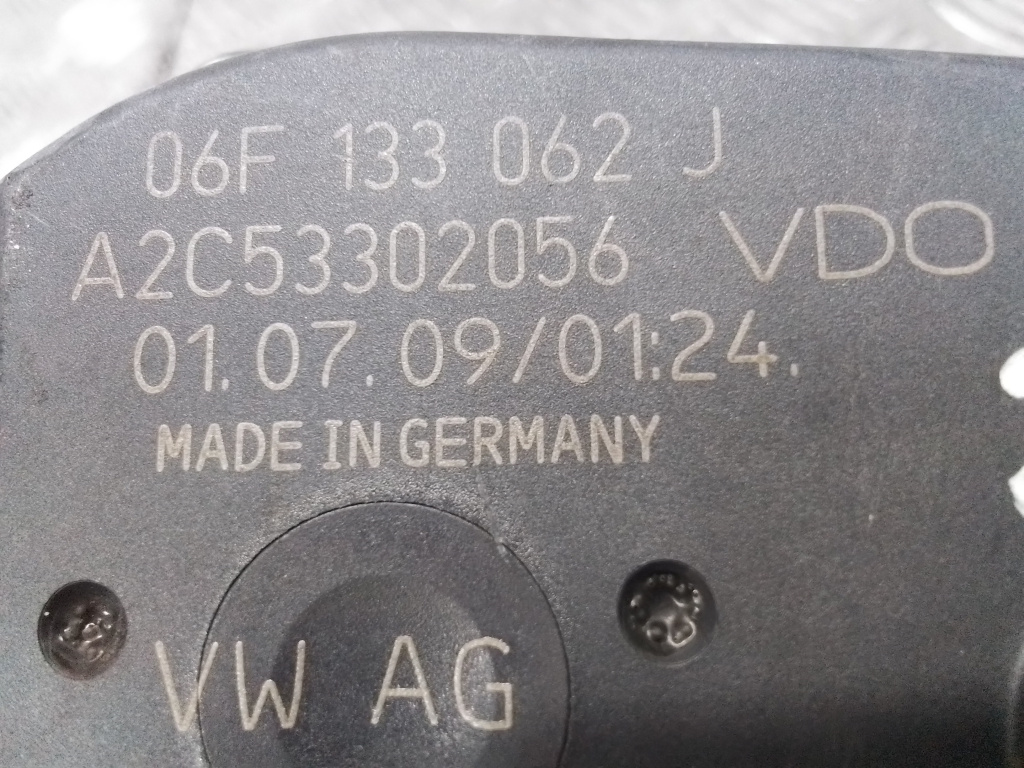 06F 133 062 J
A2C53302056 VDO
01.07.09/01:24.
MADE IN GERMANY
VW AG